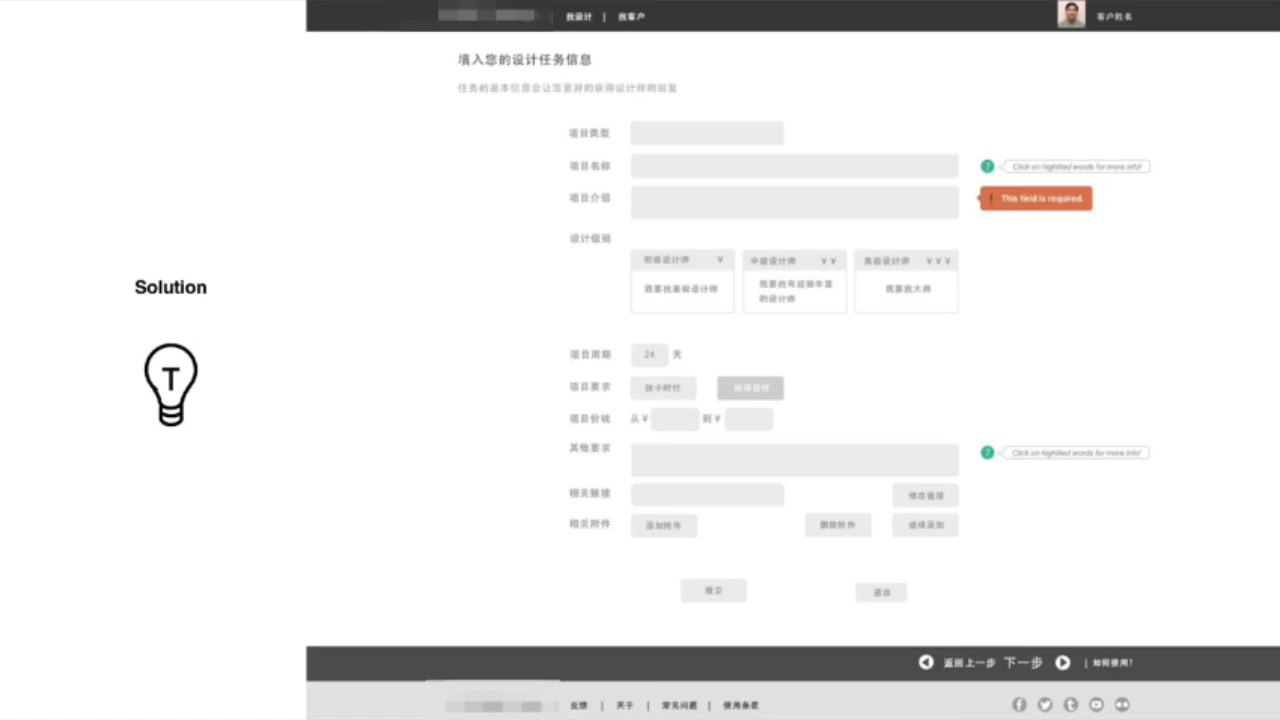 找设计 | 找客户
客户姓名
填入您的设计任务信息
任务的基本信息会让您更好的获得设计师的回复
项目类型
项目名称
? Click on highlited words for more info!
项目介绍
! This field is required.
设计级别
初级设计师 ¥
中级设计师 ¥ ¥
高级设计师 ¥ ¥ ¥
我要找基础设计师
我要找有经验丰富
的设计师
我要找大师
Solution
T
项目周期 24 天
项目要求 按小时付 按项目付
项目价钱 从 ¥ 到 ¥
其他要求
? Click on highlited words for more info!
相关链接 修改链接
相关附件 添加附件 删除附件 继续添加
提交
返回上一步 下一步 | 如何使用?
反馈 | 关于 | 常见问题 | 使用条款